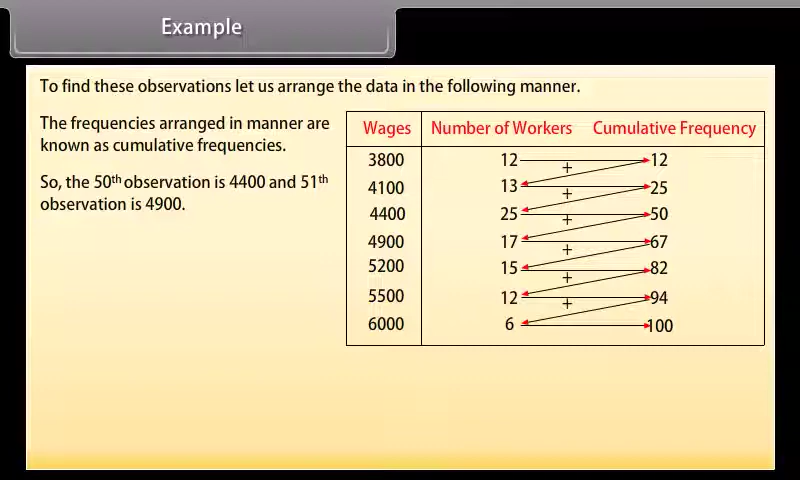 Example
To find these observations let us arrange the data in the following manner.
The frequencies arranged in manner are
known as cumulative frequencies.
So, the 50th observation is 4400 and 51th
observation is 4900.
Wages Number of Workers Cumulative Frequency
3800 12 12
+
4100 13 25
+
4400 25 50
+
4900 17 67
+
5200 15 82
+
5500 12 94
+
6000 6 100